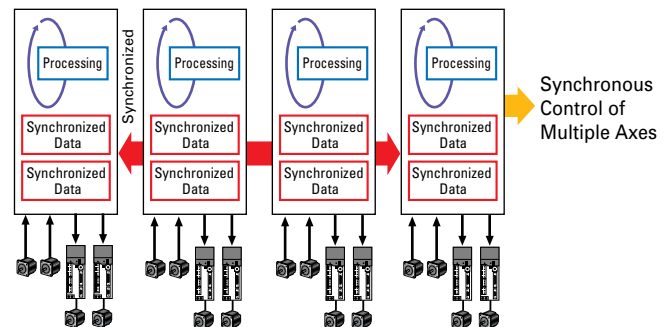 Processing
Synchronized
Data
Synchronized
Data
Synchronized
Processing
Synchronized
Data
Synchronized
Data
Processing
Synchronized
Data
Synchronized
Data
Processing
Synchronized
Data
Synchronized
Data
Synchronous
Control of
Multiple Axes